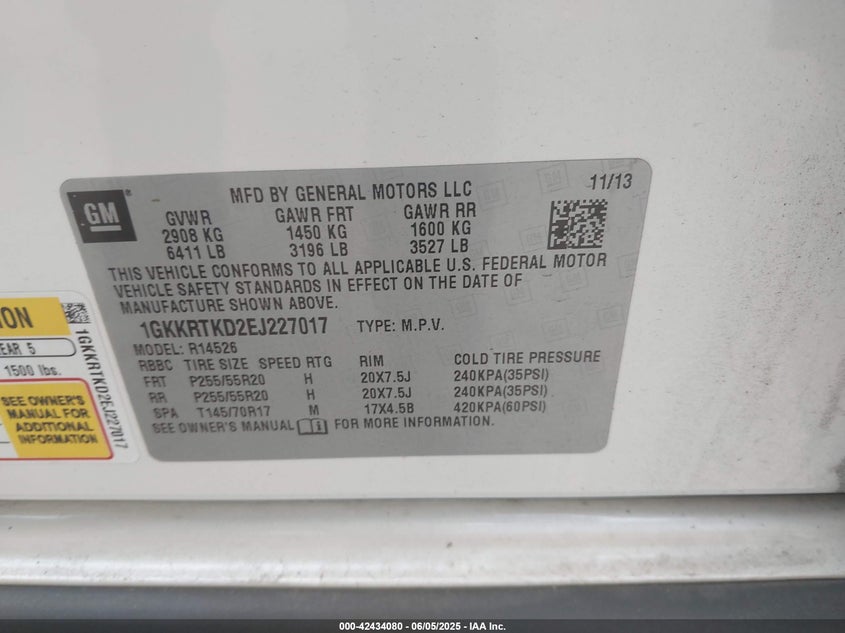 GM
MFD BY GENERAL MOTORS LLC
11/13
GVWR GAWR FRT GAWR RR
2908 KG 1450 KG 1600 KG
6411 LB 3196 LB 3527 LB
THIS VEHICLE CONFORMS TO ALL APPLICABLE U.S. FEDERAL MOTOR
VEHICLE SAFETY STANDARDS IN EFFECT ON THE DATE OF
MANUFACTURE SHOWN ABOVE.
1GKKRTKD2EJ227017 TYPE: M.P.V.
MODEL: R14526
RBBC TIRE SIZE SPEED RTG RIM COLD TIRE PRESSURE
FRT P255/55R20 H 20X7.5J 240KPA(35PSI)
RR P255/55R20 H 20X7.5J 240KPA(35PSI)
SPA T145/70R17 M 17X4.5B 420KPA(60PSI)
SEE OWNER'S MANUAL FOR MORE INFORMATION.
ION
EAR 5
1500 lbs.
SEE OWNER'S
MANUAL FOR
ADDITIONAL
INFORMATION
1GKKRTKD2EJ227017
000-42434080 - 06/05/2025 - IAA Inc.